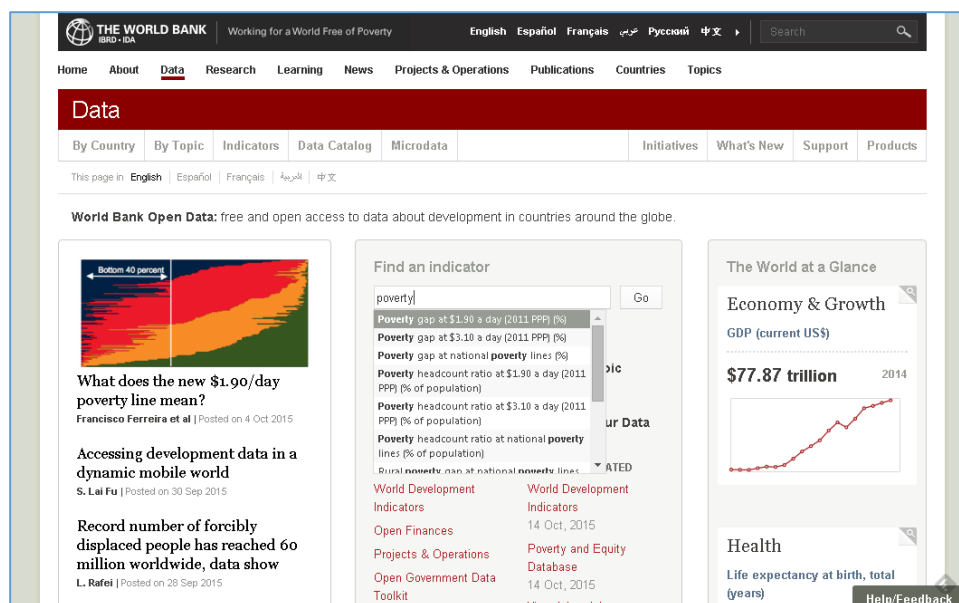 THE WORLD BANK
IBRD • IDA
Working for a World Free of Poverty
English Español Français عربي Русский 中文
Search
Home About Data Research Learning News Projects & Operations Publications Countries Topics
Data
By Country By Topic Indicators Data Catalog Microdata Initiatives What's New Support Products
This page in English Español Français العربية 中文
World Bank Open Data: free and open access to data about development in countries around the globe.
Bottom 40 percent
What does the new $1.90/day
poverty line mean?
Francisco Ferreira et al | Posted on 4 Oct 2015
Accessing development data in a
dynamic mobile world
S. Lai Fu | Posted on 30 Sep 2015
Record number of forcibly
displaced people has reached 60
million worldwide, data show
L. Rafei | Posted on 28 Sep 2015
Find an indicator
poverty
Go
Poverty gap at $1.90 a day (2011 PPP) (%)
Poverty gap at $3.10 a day (2011 PPP) (%)
Poverty gap at national poverty lines (%)
Poverty headcount ratio at $1.90 a day (2011
PPP) (% of population)
Poverty headcount ratio at $3.10 a day (2011
PPP) (% of population)
Poverty headcount ratio at national poverty
lines (% of population)
Rural poverty gap at national poverty lines
ur Data
ATED
World Development
Indicators
Open Finances
Projects & Operations
Open Government Data
Toolkit
World Development
Indicators
14 Oct, 2015
Poverty and Equity
Database
14 Oct, 2015
The World at a Glance
Economy & Growth
GDP (current US$)
$77.87 trillion 2014
Health
Life expectancy at birth, total
(years)
Help/Feedback